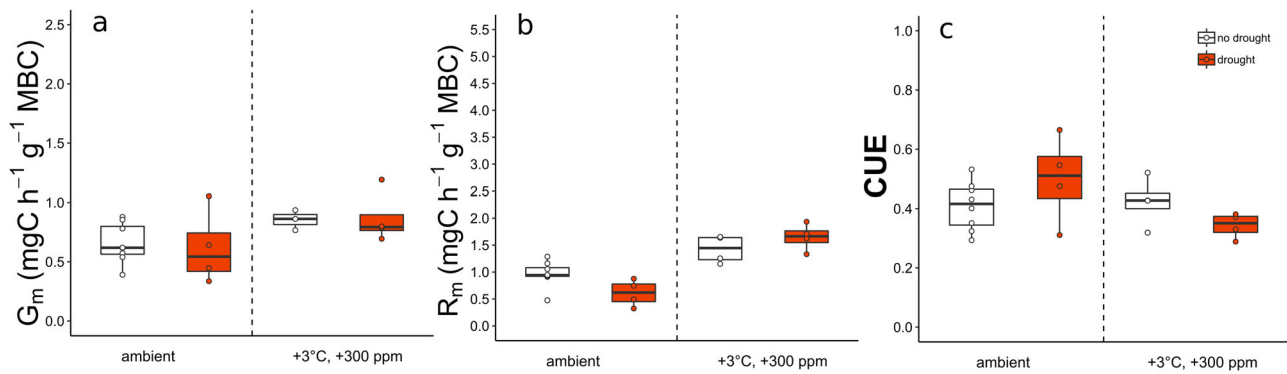 a
Gₘ (mgC h⁻¹ g⁻¹ MBC)
2.5
2.0
1.5
1.0
0.5
0.0
ambient +3°C, +300 ppm
b
Rₘ (mgC h⁻¹ g⁻¹ MBC)
5.5
5.0
4.5
4.0
3.5
3.0
2.5
2.0
1.5
1.0
0.5
0.0
ambient +3°C, +300 ppm
c
CUE
1.0
0.8
0.6
0.4
0.2
0.0
no drought
drought
ambient +3°C, +300 ppm